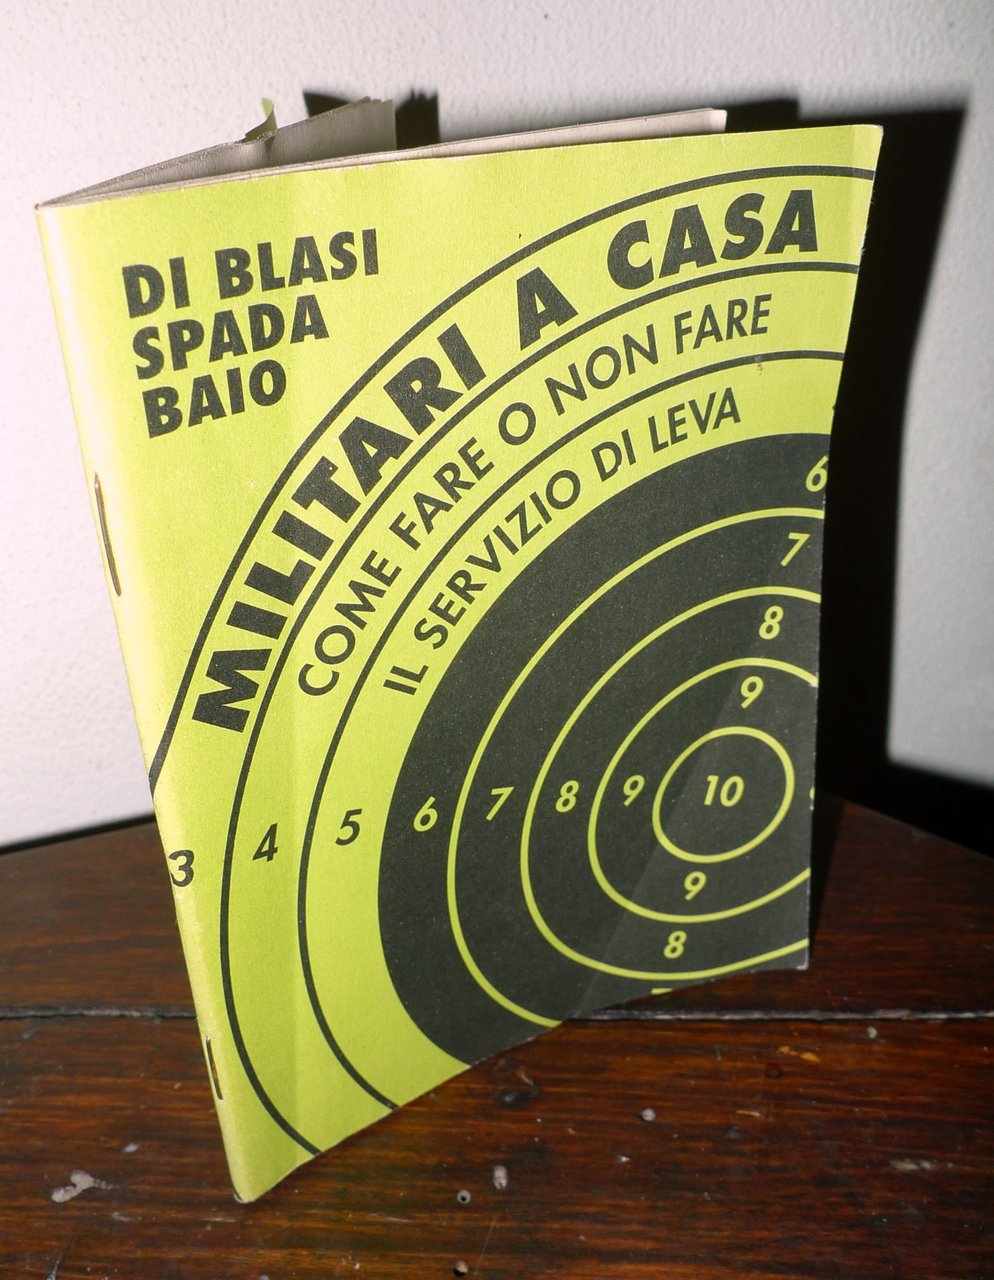 DI BLASI
SPADA
BAIO
MILITARI A CASA
COME FARE O NON FARE
IL SERVIZIO DI LEVA
6
7
8
9
3 4 5 6 7 8 9 10
9
8